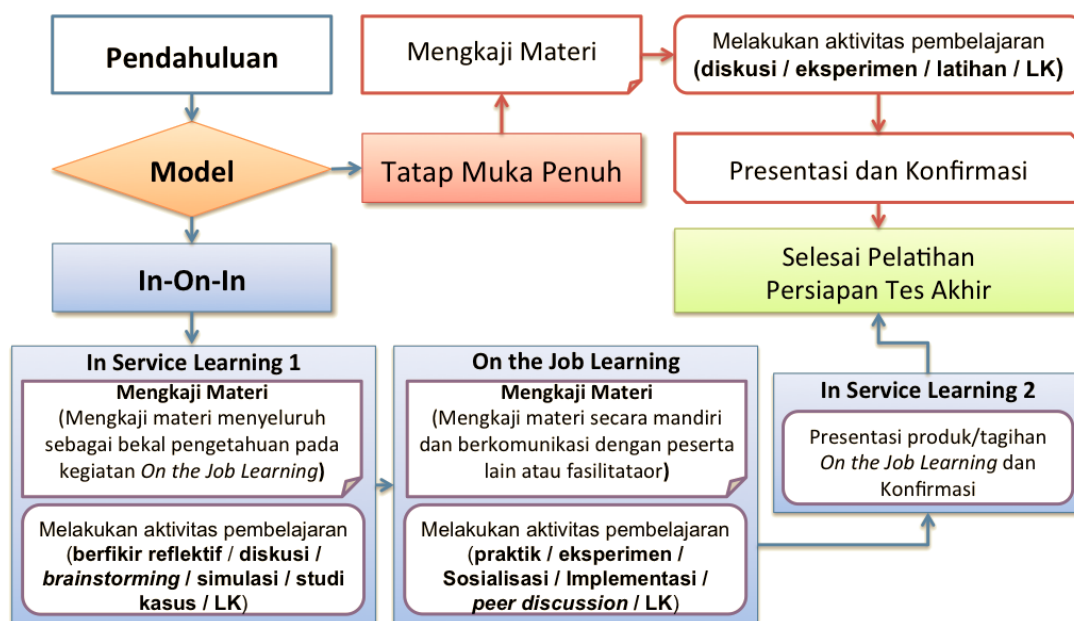 Pendahuluan
Model
Tatap Muka Penuh
Mengkaji Materi
Melakukan aktivitas pembelajaran
(diskusi / eksperimen / latihan / LK)
Presentasi dan Konfirmasi
Selesai Pelatihan
Persiapan Tes Akhir
In-On-In
In Service Learning 1
Mengkaji Materi
(Mengkaji materi menyeluruh
sebagai bekal pengetahuan pada
kegiatan On the Job Learning)
Melakukan aktivitas pembelajaran
(berfikir reflektif / diskusi /
brainstorming / simulasi / studi
kasus / LK)
On the Job Learning
Mengkaji Materi
(Mengkaji materi secara mandiri
dan berkomunikasi dengan peserta
lain atau fasilitataor)
Melakukan aktivitas pembelajaran
(praktik / eksperimen /
Sosialisasi / Implementasi /
peer discussion / LK)
In Service Learning 2
Presentasi produk/tagihan
On the Job Learning dan
Konfirmasi